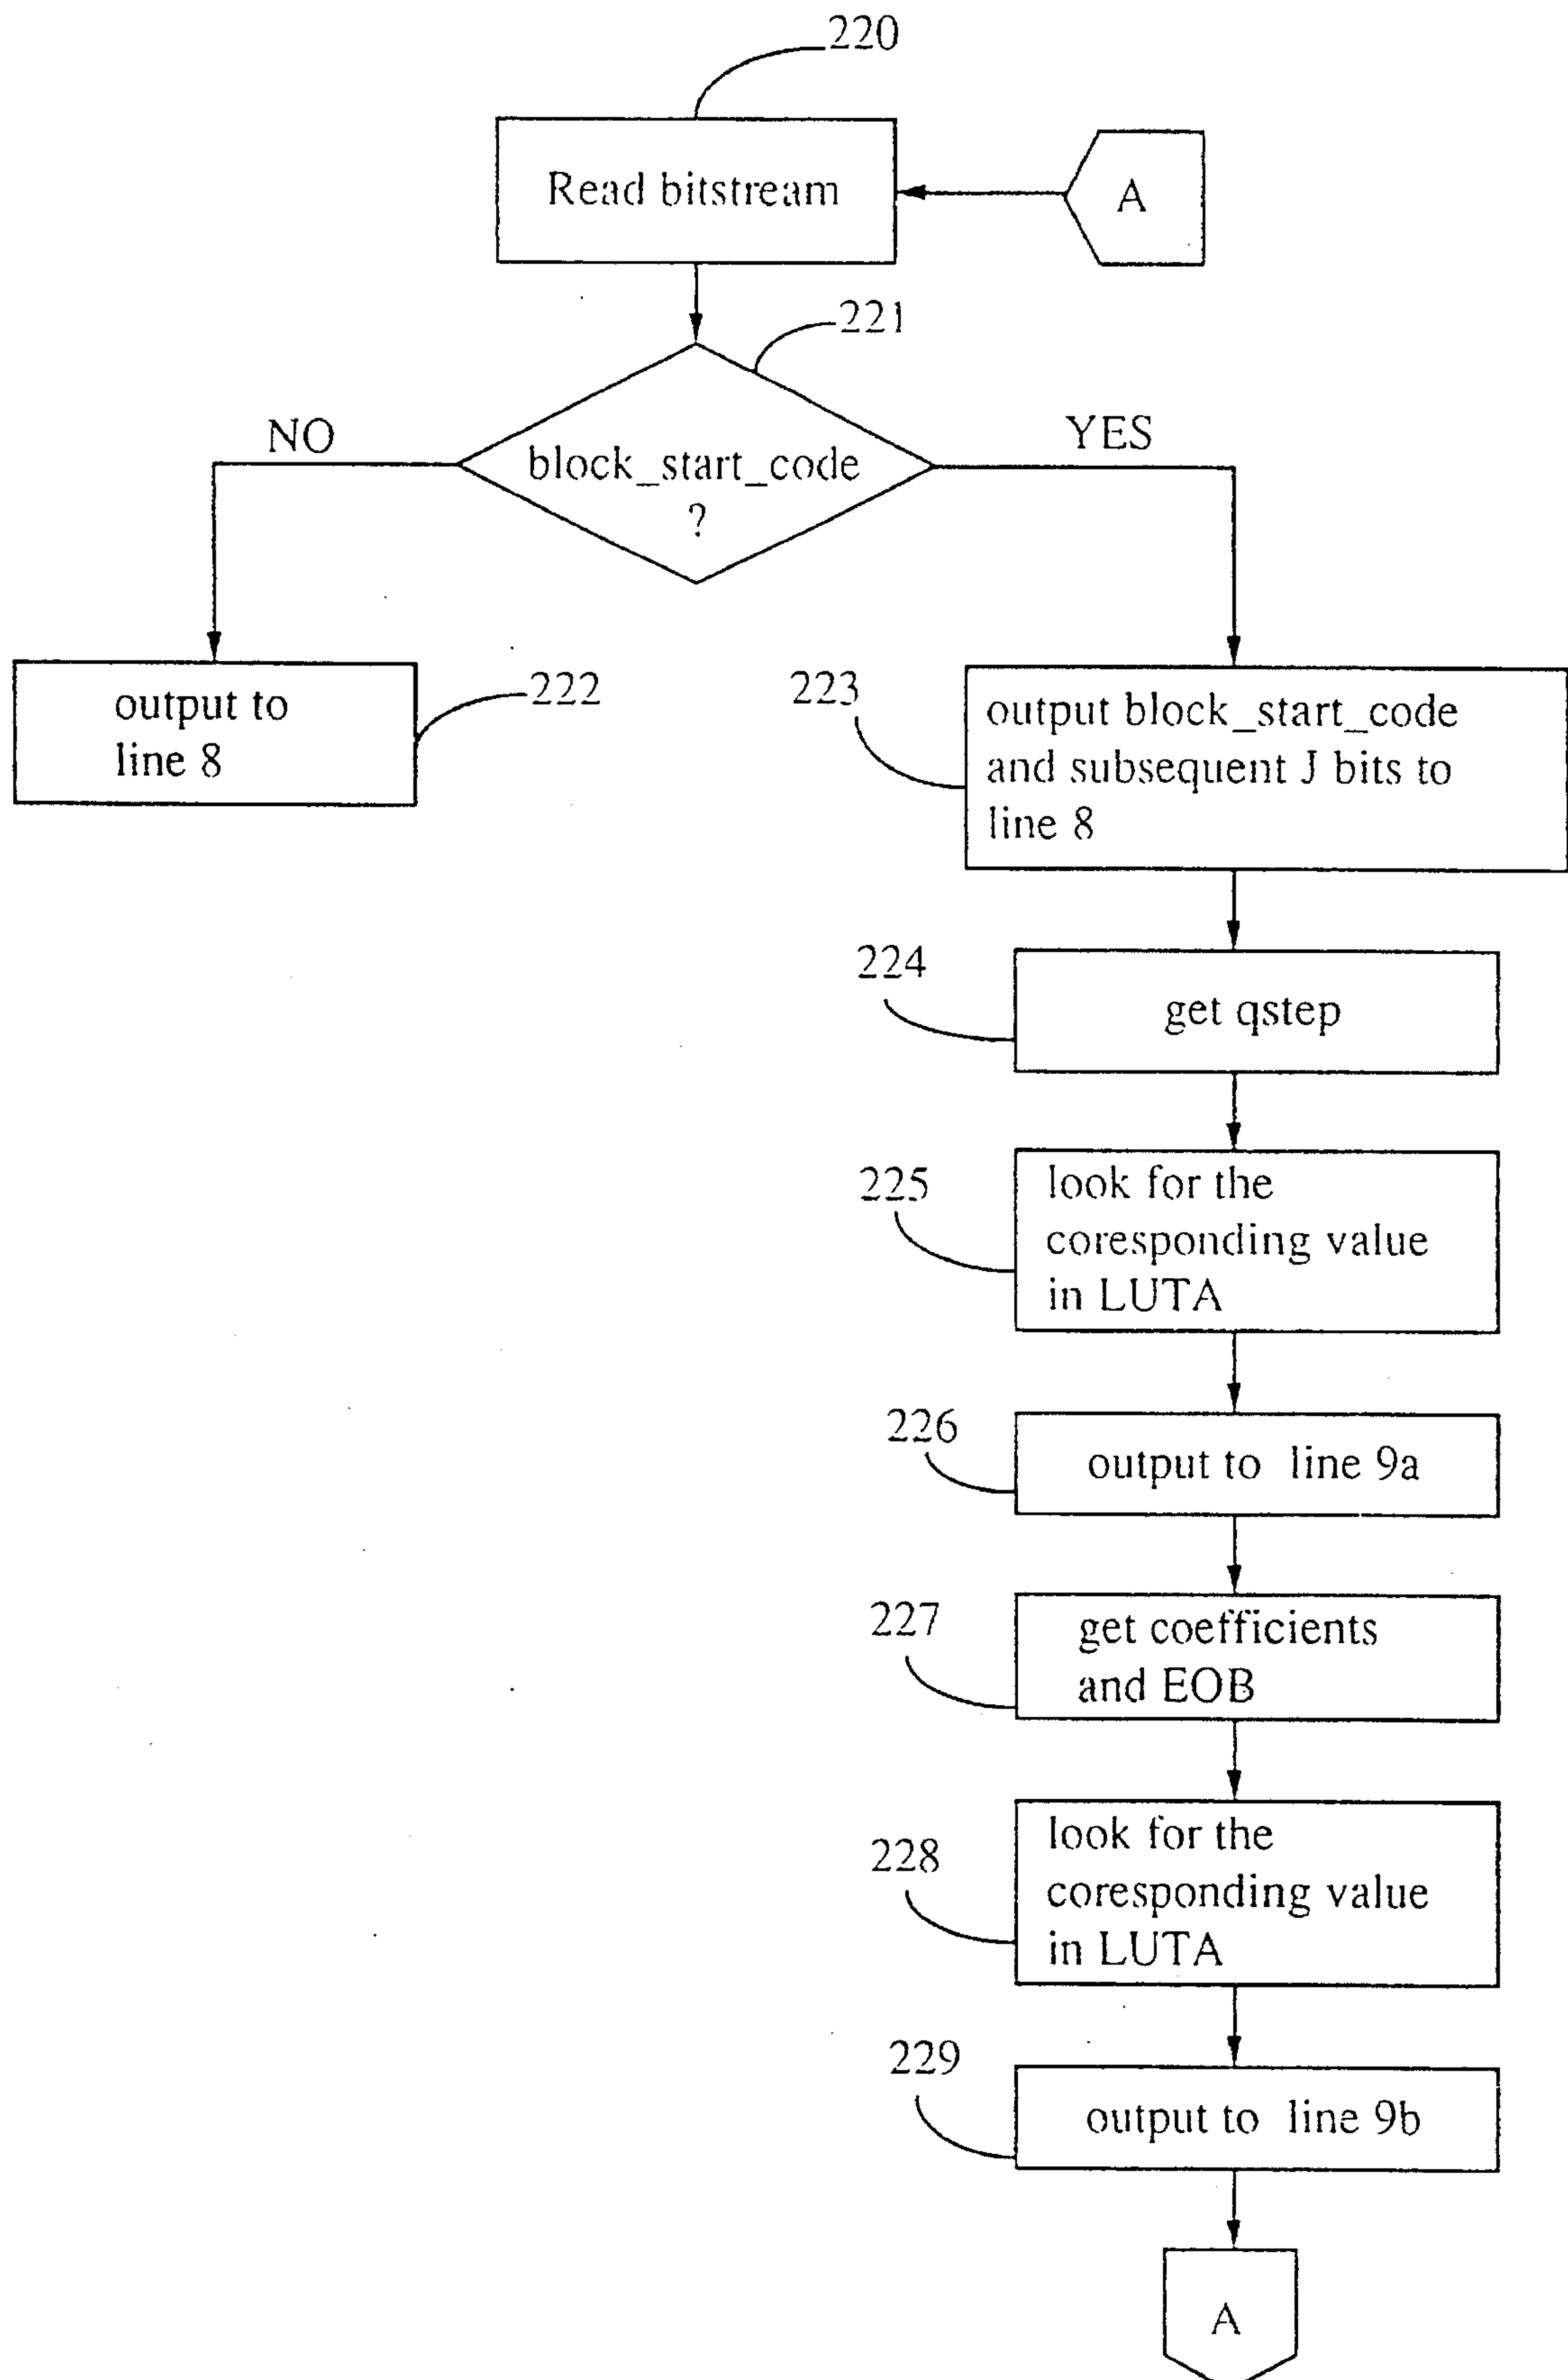 220
Read bitstream
A
221
NO
YES
block_start_code
?
output to
line 8
222
223
output block_start_code
and subsequent J bits to
line 8
224
get qstep
225
look for the
coresponding value
in LUTA
226
output to line 9a
227
get coefficients
and EOB
228
look for the
coresponding value
in LUTA
229
output to line 9b
A